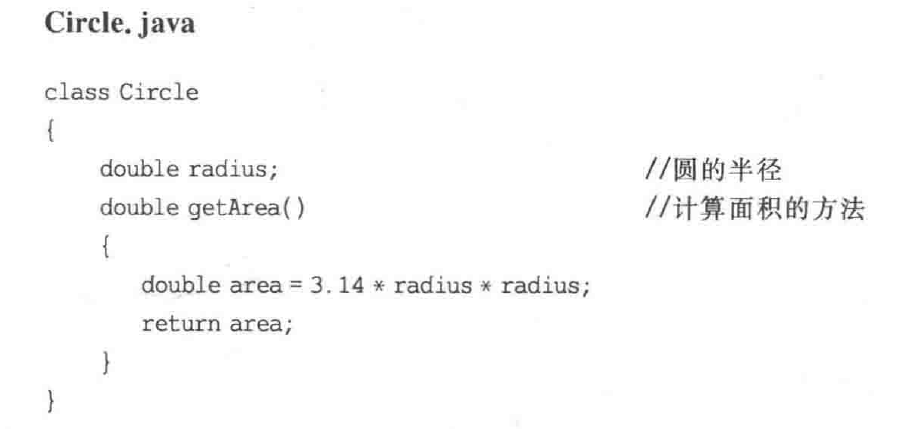 Circle. java
class Circle
{
double radius; //圆的半径
double getArea() //计算面积的方法
{
double area = 3.14 * radius * radius;
return area;
}
}